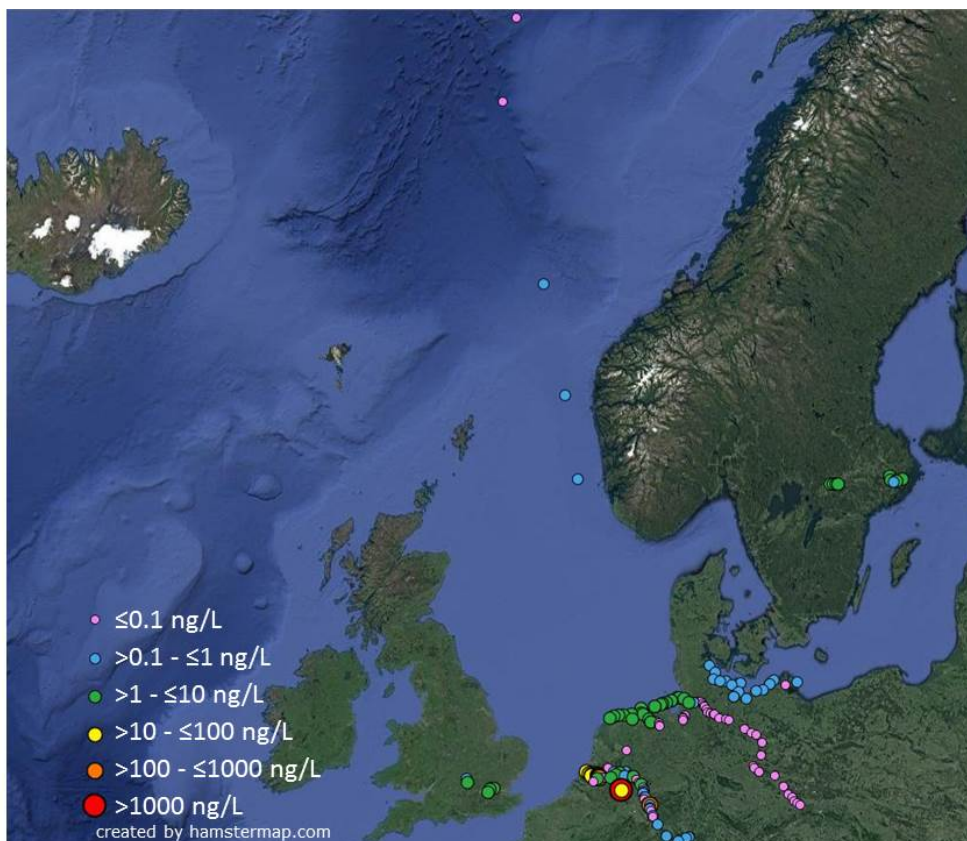 ≤0.1 ng/L
>0.1 - ≤1 ng/L
>1 - ≤10 ng/L
>10 - ≤100 ng/L
>100 - ≤1000 ng/L
>1000 ng/L
created by hamstermap.com